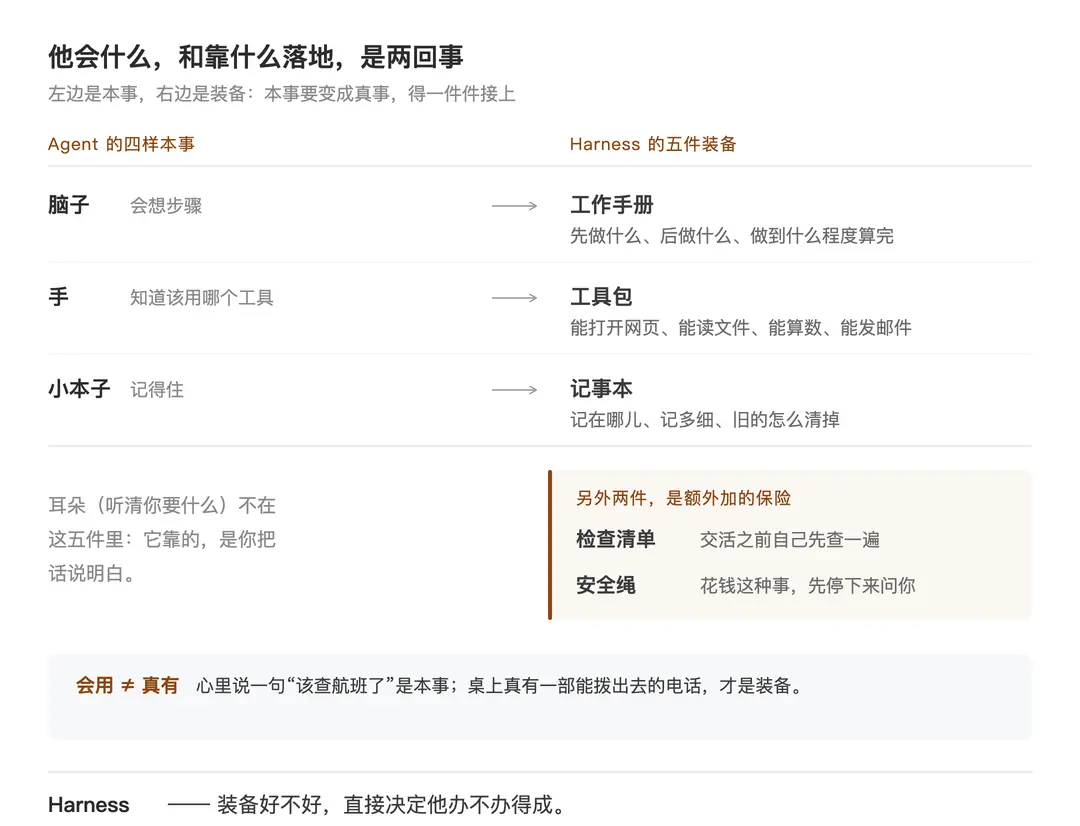 他会什么，和靠什么落地，是两回事
左边是本事，右边是装备：本事要变成真事，得一件件接上
Agent 的四样本事
Harness 的五件装备
脑子 会想步骤
工作手册
先做什么、后做什么、做到什么程度算完
手 知道该用哪个工具
工具包
能打开网页、能读文件、能算数、能发邮件
小本子 记得住
记事本
记在哪儿、记多细、旧的怎么清掉
耳朵（听清你要什么）不在
这五件里：它靠的，是你把
话说明白。
另外两件，是额外加的保险
检查清单 交活之前自己先查一遍
安全绳 花钱这种事，先停下来问你
会用 ≠ 真有 心里说一句“该查航班了”是本事；桌上真有一部能拨出去的电话，才是装备。
Harness —— 装备好不好，直接决定他办不办得成。